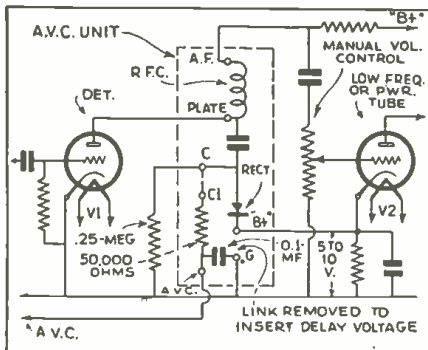 A.V.C. UNIT
A.F.
"B+"
R.F.C.
MANUAL VOL.
CONTROL
DET.
PLATE
LOW FREQ.
OR PWR.
TUBE
C
RECT
C1
V1
"B+"
V2
.25-MEG
50,000
OHMS
G
0.1-
MF
5 TO
10
V.
A.V.C.
LINK REMOVED TO
INSERT DELAY VOLTAGE
"A.V.C.